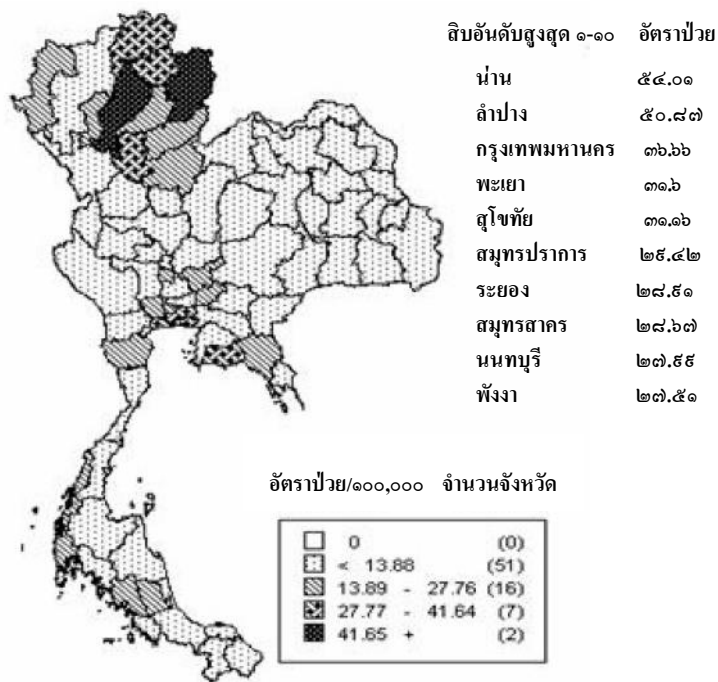 สิบอันดับสูงสุด ๑-๑๐ อัตราป่วย
น่าน ๕๔.๐๑
ลำปาง ๕๐.๘๗
กรุงเทพมหานคร ๓๖.๖๖
พะเยา ๓๑.๖
สุโขทัย ๓๑.๑๖
สมุทรปราการ ๒๙.๔๒
ระยอง ๒๘.๙๑
สมุทรสาคร ๒๘.๖๗
นนทบุรี ๒๗.๙๙
พังงา ๒๗.๕๑
อัตราป่วย/๑๐๐,๐๐๐ จำนวนจังหวัด
0 (0)
< 13.88 (51)
13.89 - 27.76 (16)
27.77 - 41.64 (7)
41.65 + (2)